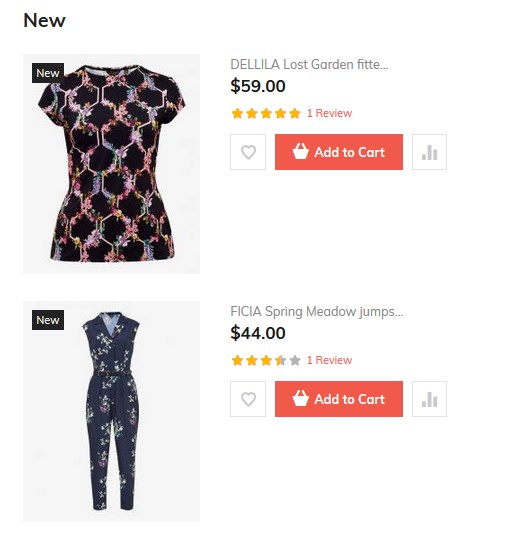 New
New
DELLILA Lost Garden fitte...
$59.00
1 Review
Add to Cart
New
FICIA Spring Meadow jumps...
$44.00
1 Review
Add to Cart